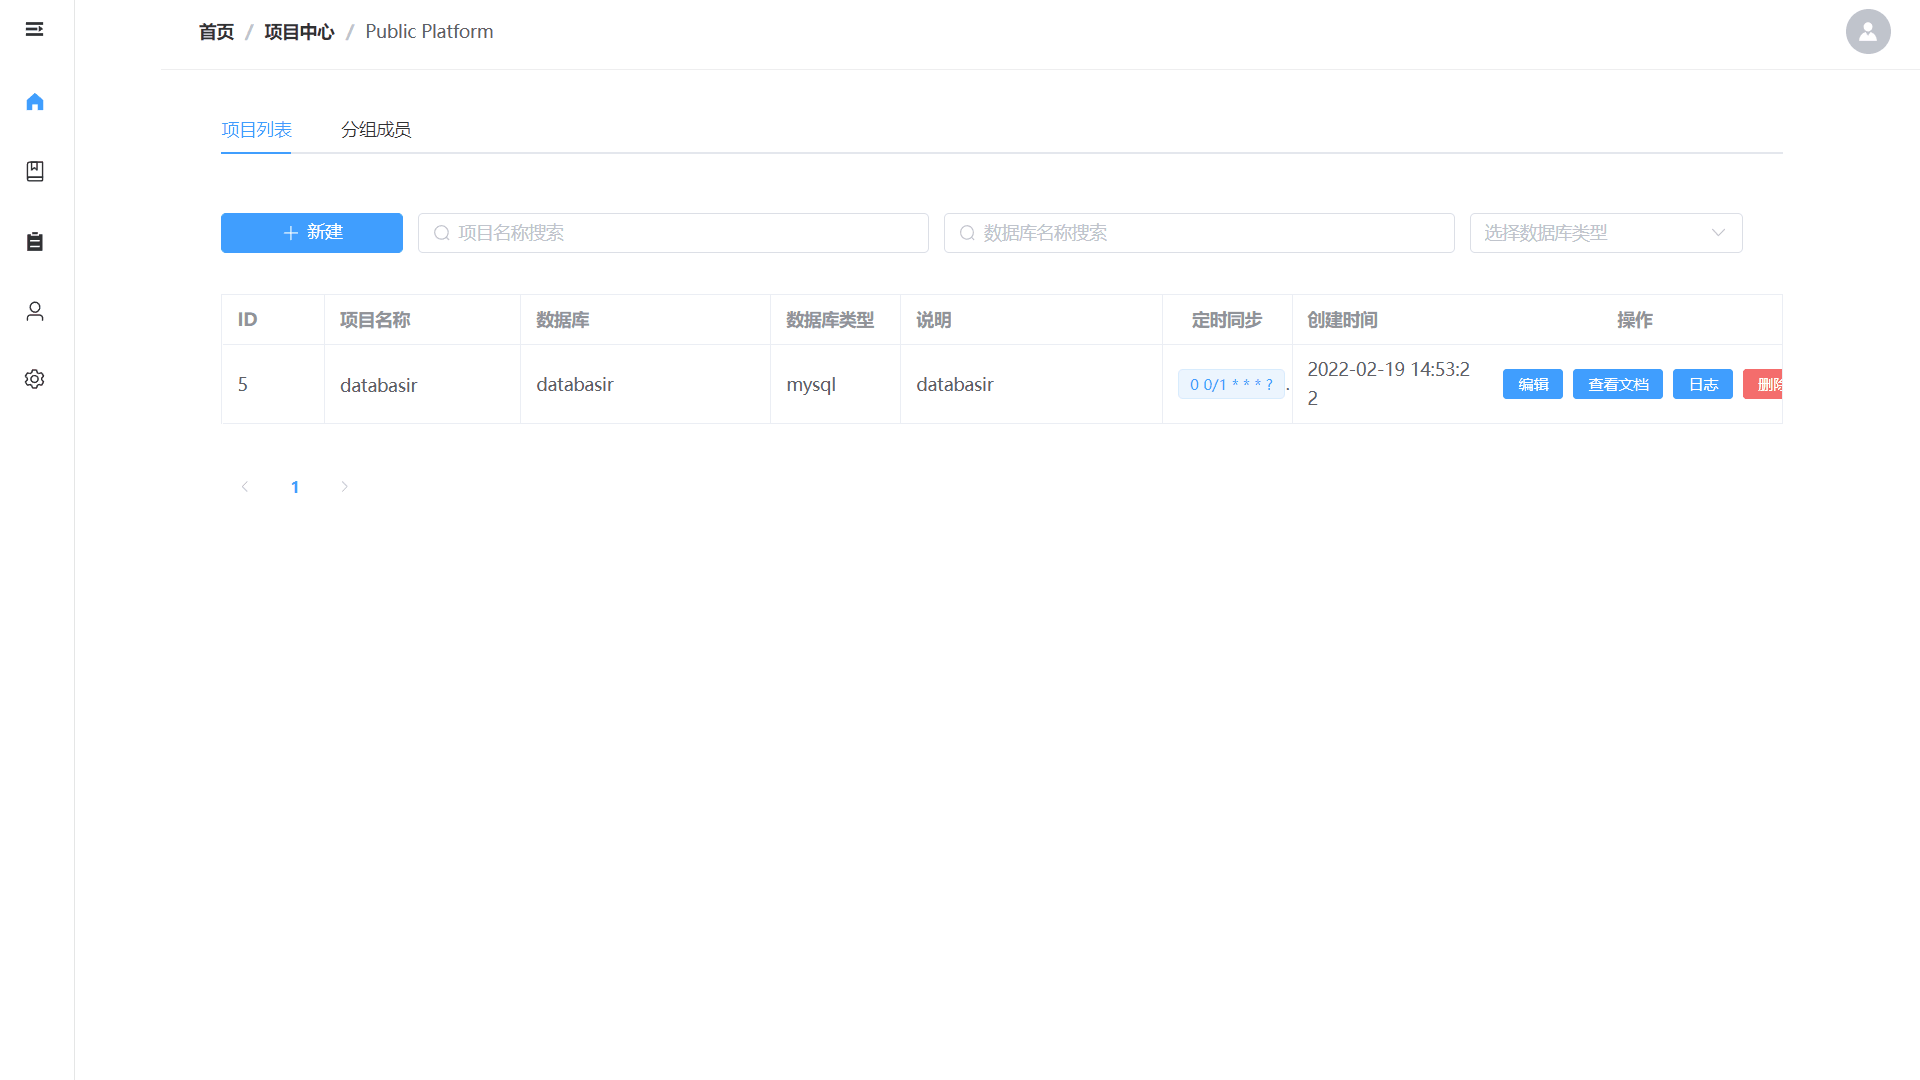 首页 / 项目中心 / Public Platform
项目列表 分组成员
新建 项目名称搜索 数据库名称搜索 选择数据库类型
ID 项目名称 数据库 数据库类型 说明 定时同步 创建时间 操作
5 databasir databasir mysql databasir 0 0/1 * * * ? . 2022-02-19 14:53:2 编辑 查看文档 日志 删除
2
1